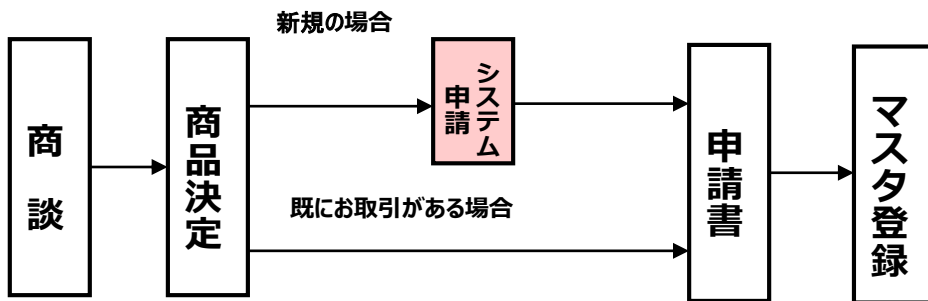 新規の場合
商談
商品決定
システム
申請
既にお取引がある場合
申請書
マスタ登録